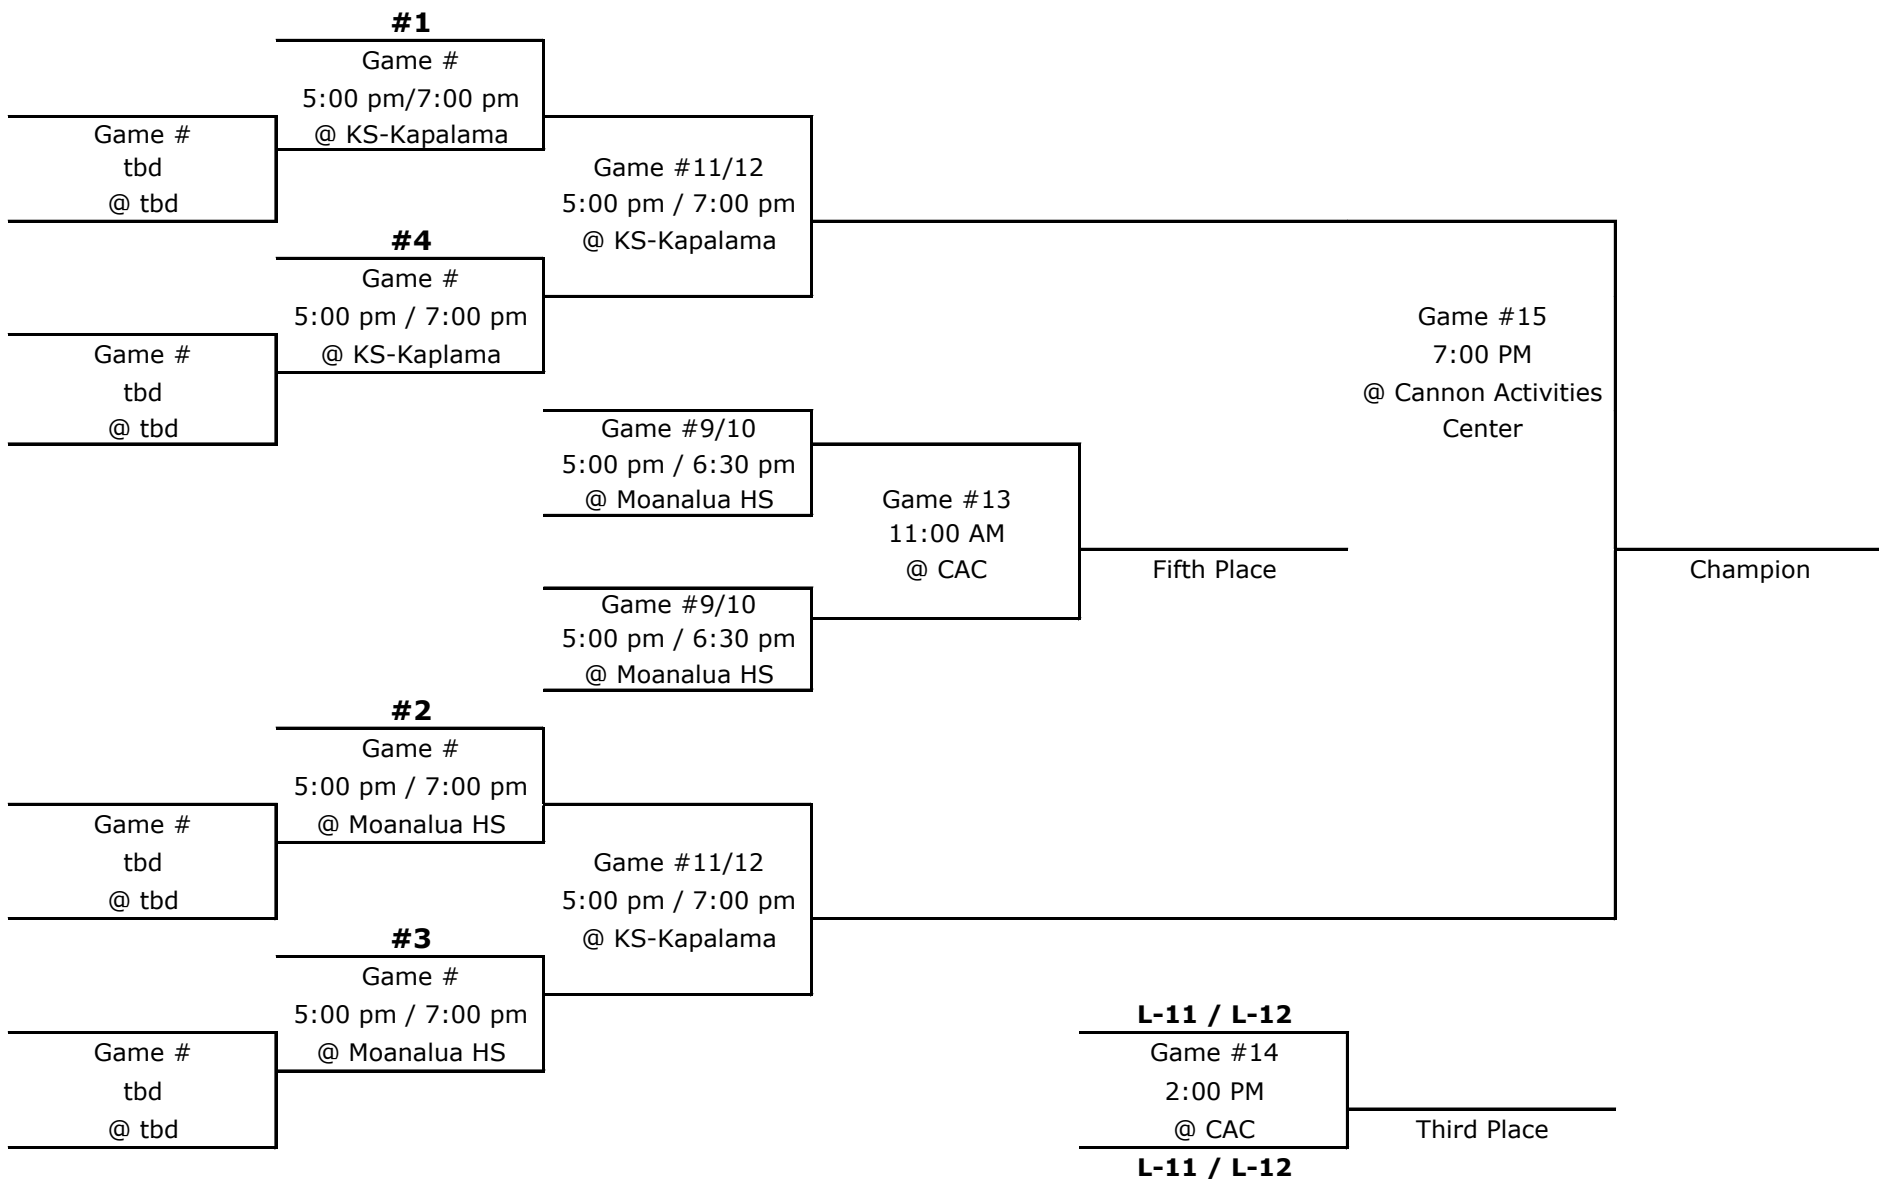 #1
Game #
5:00 pm/7:00 pm
@ KS-Kapalama
Game #
tbd
@ tbd
Game #11/12
5:00 pm / 7:00 pm
@ KS-Kapalama
#4
Game #
5:00 pm / 7:00 pm
@ KS-Kaplama
Game #
tbd
@ tbd
Game #15
7:00 PM
@ Cannon Activities
Center
Game #9/10
5:00 pm / 6:30 pm
@ Moanalua HS
Game #13
11:00 AM
@ CAC
Fifth Place
Champion
Game #9/10
5:00 pm / 6:30 pm
@ Moanalua HS
#2
Game #
5:00 pm / 7:00 pm
@ Moanalua HS
Game #
tbd
@ tbd
Game #11/12
5:00 pm / 7:00 pm
@ KS-Kapalama
#3
Game #
5:00 pm / 7:00 pm
@ Moanalua HS
Game #
tbd
@ tbd
L-11 / L-12
Game #14
2:00 PM
@ CAC
Third Place
L-11 / L-12